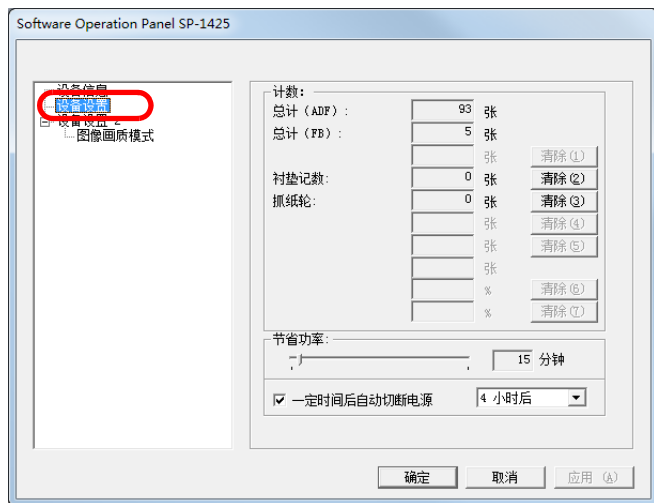 Software Operation Panel SP-1425
设备信息
设备设置
设备设置 2
图像画质模式
计数:
总计 (ADF) : 93 张
总计 (FB) : 5 张
张 清除(1)
衬垫记数: 0 张 清除(2)
抓纸轮: 0 张 清除(3)
张 清除(4)
张 清除(5)
张
% 清除(6)
% 清除(7)
节省功率:
15 分钟
一定时间后自动切断电源 4 小时后
确定 取消 应用 (A)